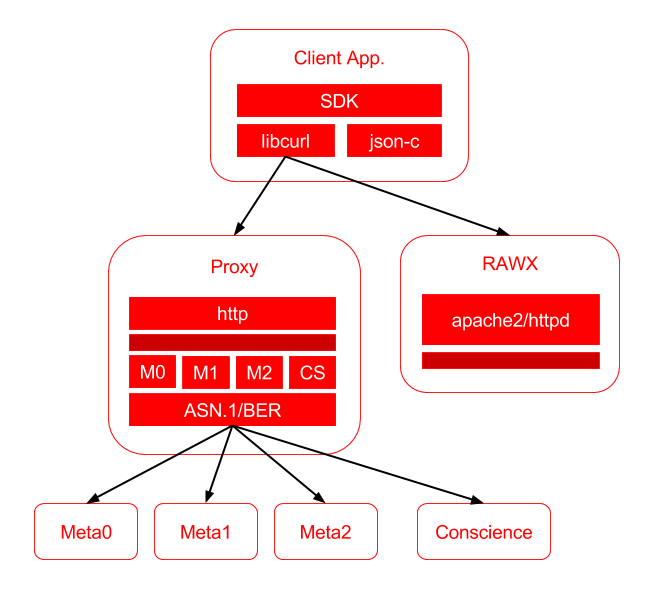 Client App.
SDK
libcurl
json-c
Proxy
RAWX
http
apache2/httpd
M0
M1
M2
CS
ASN.1/BER
Meta0
Meta1
Meta2
Conscience